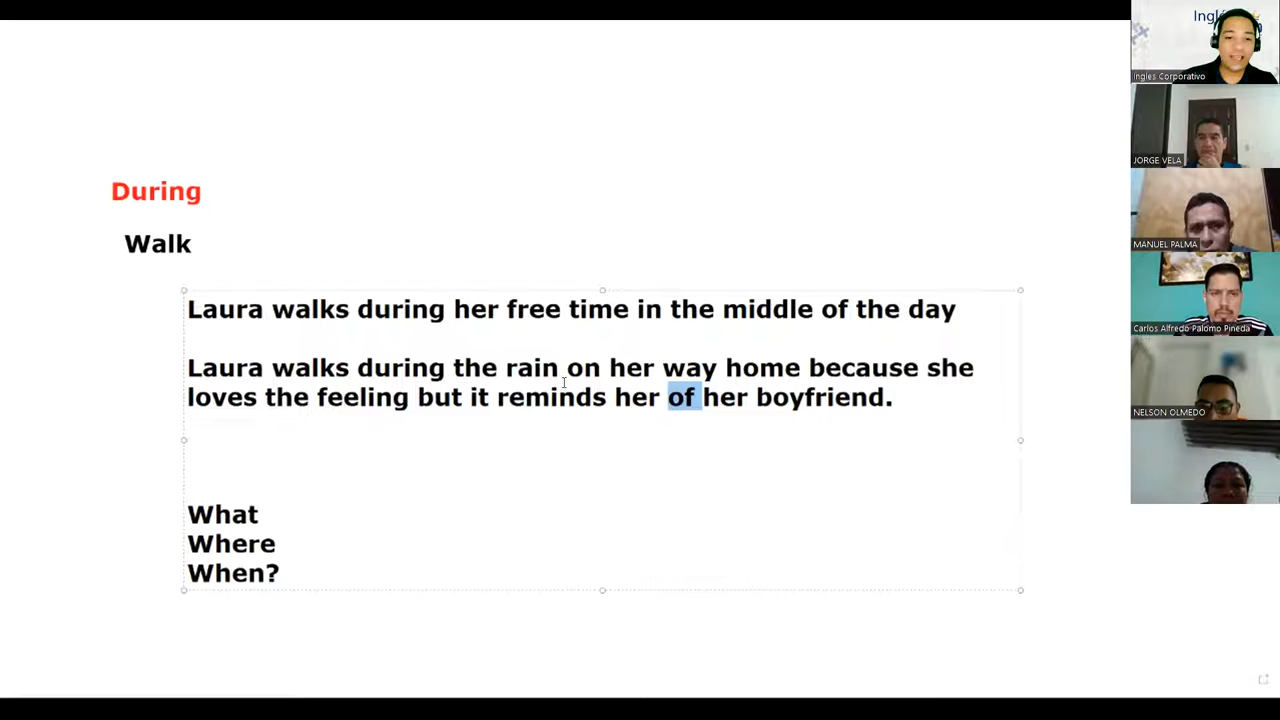 During
Walk
Laura walks during her free time in the middle of the day
Laura walks during the rain on her way home because she
loves the feeling but it reminds her of her boyfriend.
What
Where
When?
Ingles Corporativo
JORGE VELA
MANUEL PALMA
Carlos Alfredo Palomo Pineda
NELSON OLMEDO